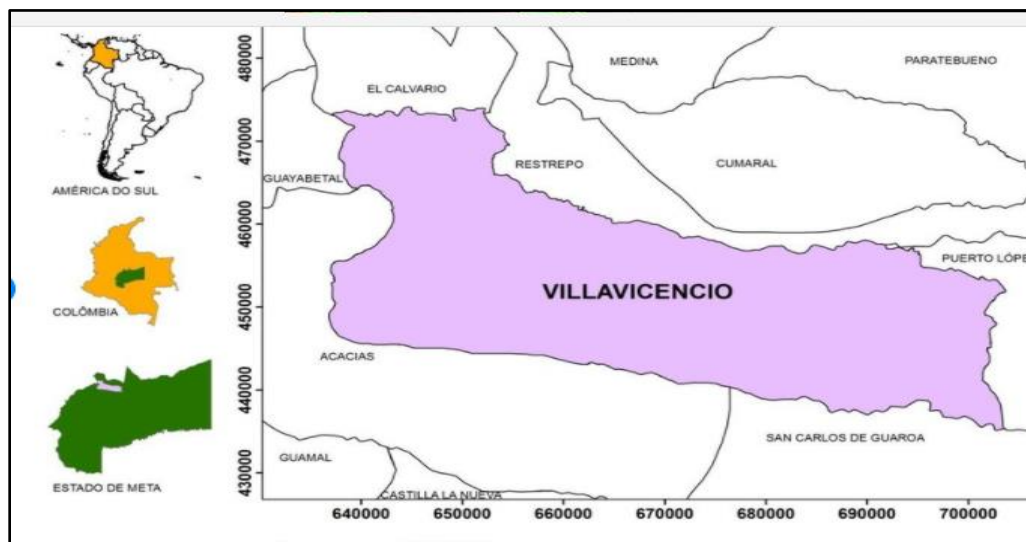 AMÉRICA DO SUL
COLÔMBIA
ESTADO DE META
480000
470000
460000
450000
440000
430000
EL CALVARIO
MEDINA
PARATEBUENO
GUAYABETAL
RESTREPO
CUMARAL
PUERTO LÓPE
VILLAVICENCIO
ACACIAS
SAN CARLOS DE GUAROA
GUAMAL
CASTILLA LA NUEVA
640000 650000 660000 670000 680000 690000 700000